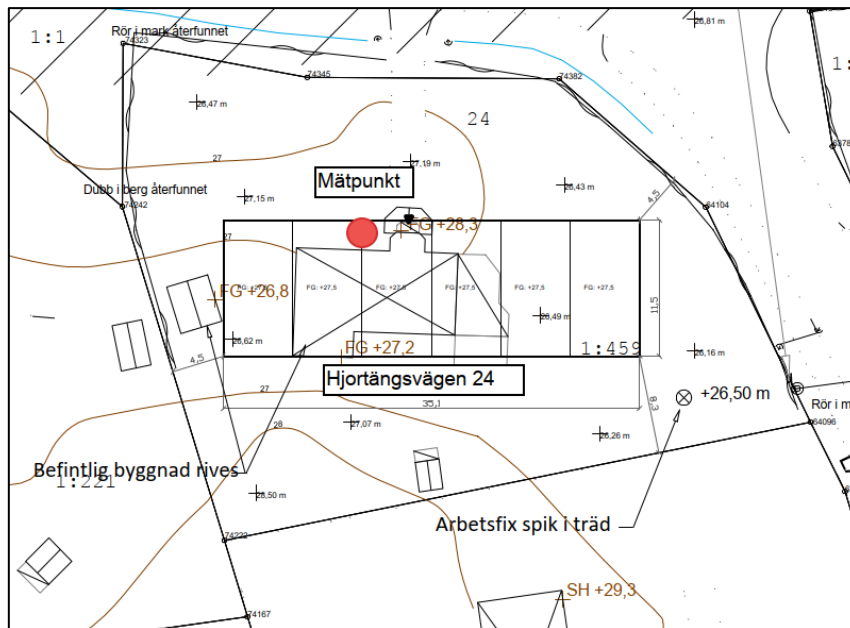 1:1
Rör i mark återfunnet
74323
74345
74382
26,81 m
26,47 m
24
27
27,19 m
Mätpunkt
26,43 m
4,5
64104
Dubb i berg återfunnet
74242
27,15 m
FG +28,3
27
FG +26,8
FG: +27,5
FG: +27,5
FG: +27,5
FG: +27,5
FG: +27,5
11,5
26,49 m
26,62 m
FG +27,2
1:459
26,16 m
4,5
Hjortängsvägen 24
+26,50 m
27
35,1
8,3
Rör i m
64096
28
27,07 m
26,26 m
Befintlig byggnad rives
1:221
28,50 m
Arbetsfix spik i träd
74222
SH +29,3
74167